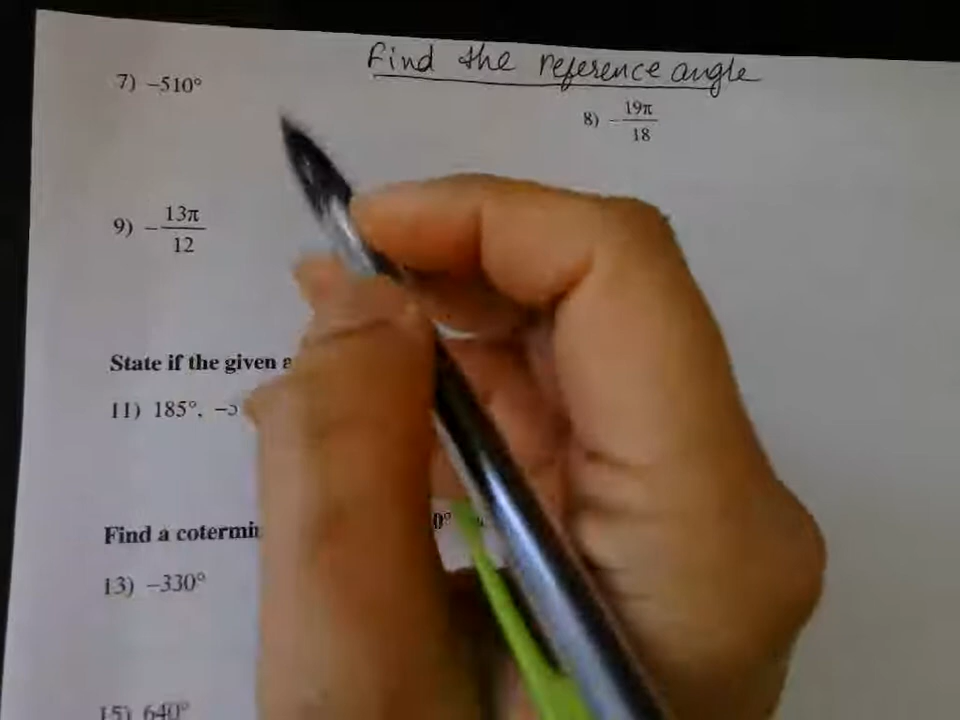 Find the reference angle
7) −510°
8) −19π/18
9) −13π/12
State if the given
11) 185°, −
Find a 0°
13) −330°
15) 640°